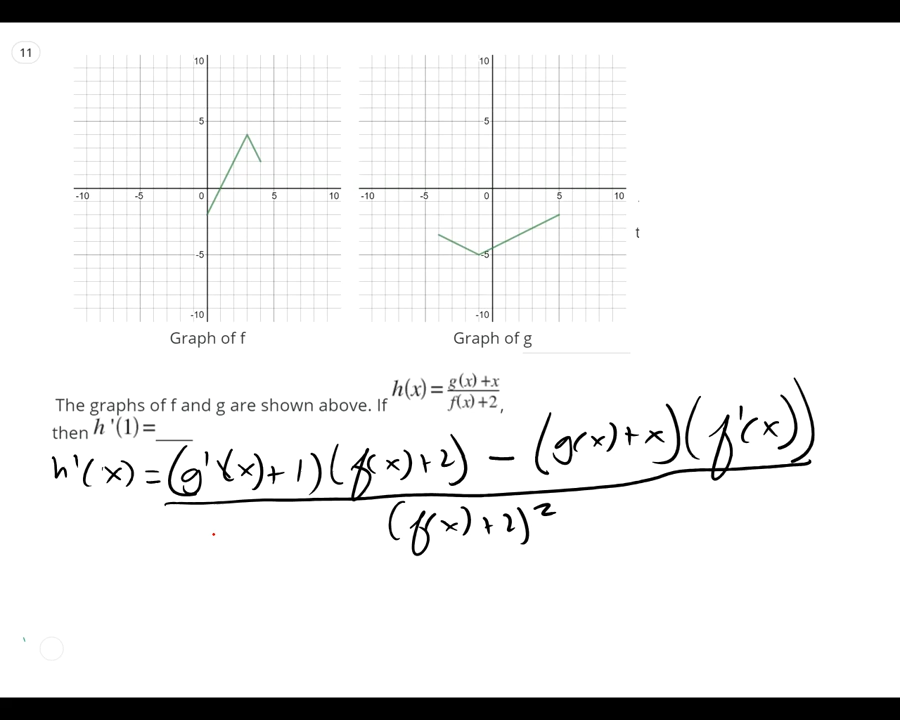 11
10 10
5 5
-10 -5 0 5 10 -10 -5 0 5 10
t
-5 -5
-10 -10
Graph of f Graph of g
The graphs of f and g are shown above. If h(x) = g(x)+x / f(x)+2,
then h '(1)=___
h'(x) = (g'(x)+1)(f(x)+2) - (g(x)+x)(f'(x))
(f(x)+2)²